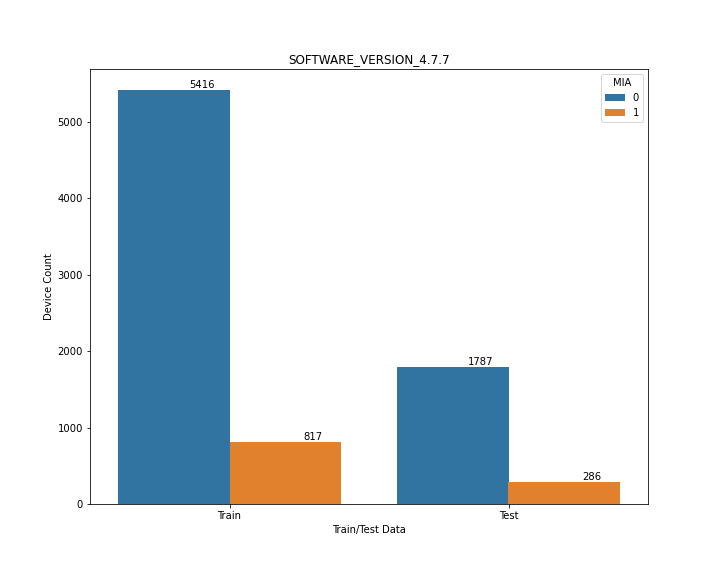 SOFTWARE_VERSION_4.7.7
5416
MIA
0
1
5000
4000
Device Count
3000
2000
1787
1000
817
286
0
Train
Test
Train/Test Data